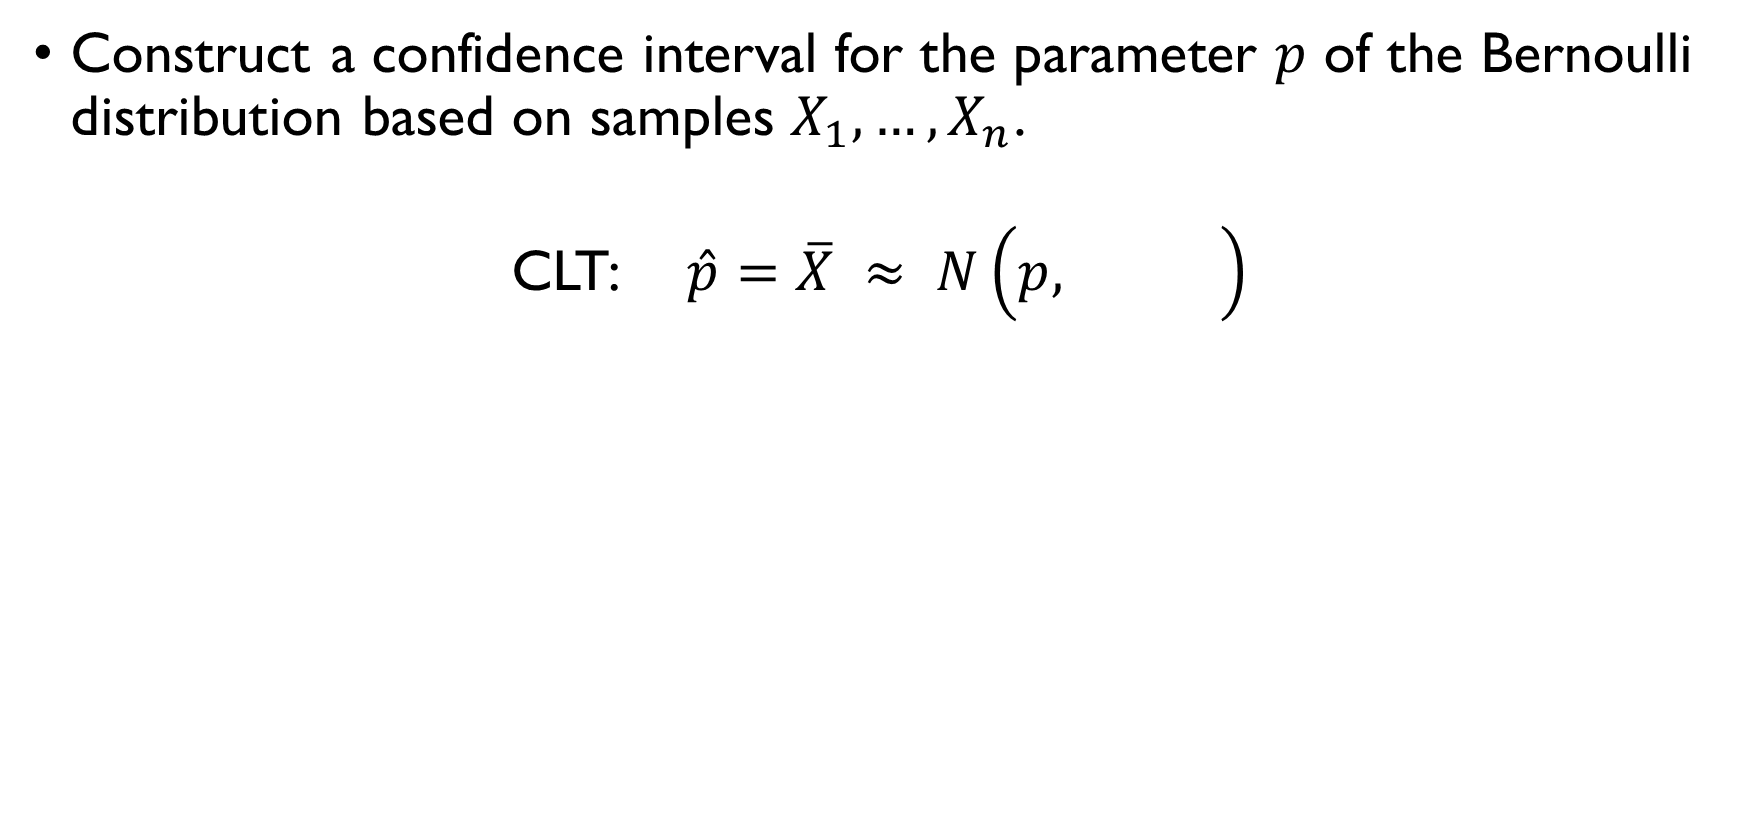 • Construct a confidence interval for the parameter 𝑝 of the Bernoulli
distribution based on samples 𝑋₁, … , 𝑋ₙ.
CLT: p̂ = X̄ ≈ N(p,   )